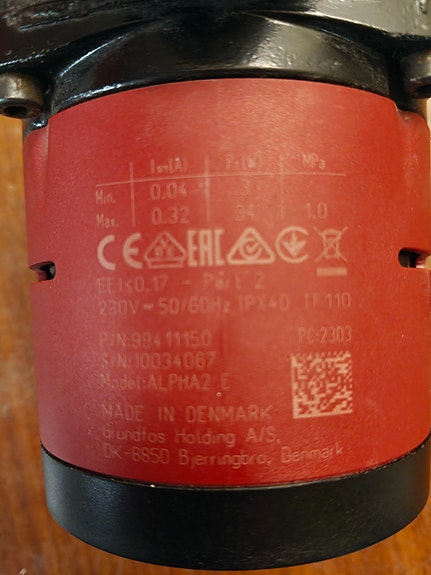 I1/1(A) P1(W) MPa
Min. 0.04 3
Max. 0.32 34 1.0
CE EAC
EEI≤0.17 - Part 2
230V~50/60Hz IPX4D TF110
P/N:99411150 PC:2303
S/N:10034067
Model:ALPHA2 E
MADE IN DENMARK
Grundfos Holding A/S,
DK-8850 Bjerringbro, Denmark